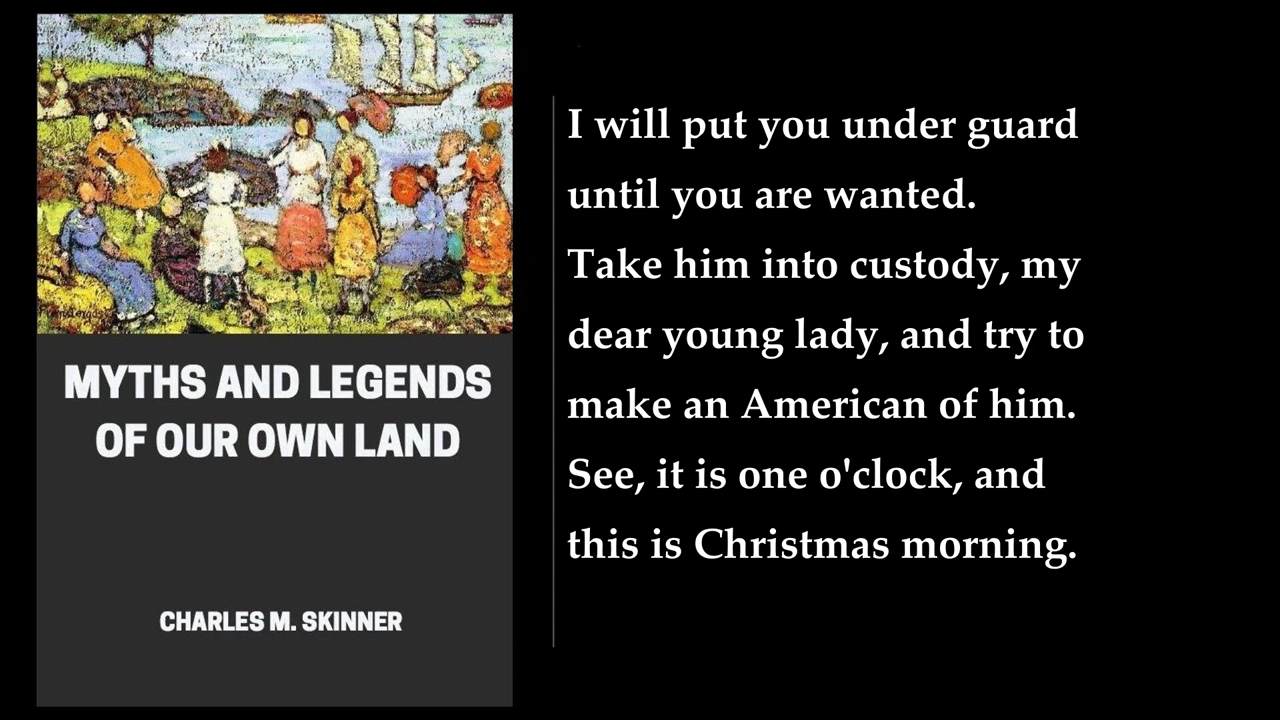 MYTHS AND LEGENDS
OF OUR OWN LAND
CHARLES M. SKINNER
I will put you under guard
until you are wanted.
Take him into custody, my
dear young lady, and try to
make an American of him.
See, it is one o'clock, and
this is Christmas morning.